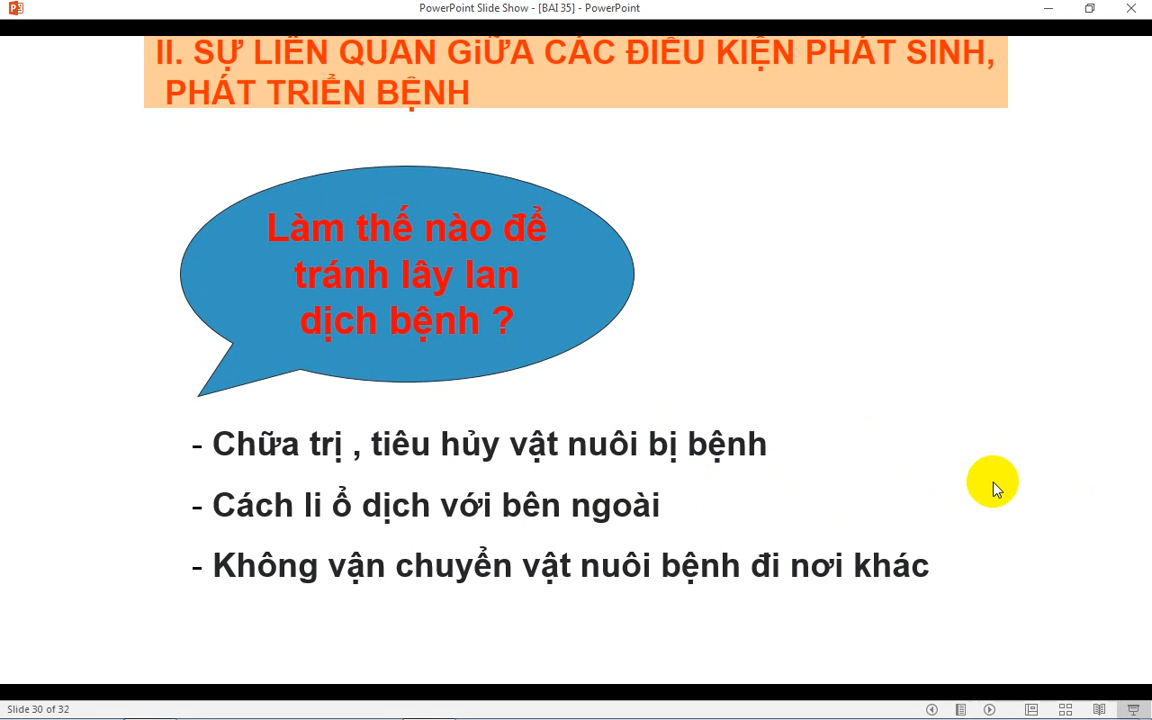 PowerPoint Slide Show - [BAI 35] - PowerPoint
II. SỰ LIÊN QUAN GiỮA CÁC ĐIỀU KIỆN PHÁT SINH,
PHÁT TRIỂN BỆNH
Làm thế nào để
tránh lây lan
dịch bệnh ?
- Chữa trị , tiêu hủy vật nuôi bị bệnh
- Cách li ổ dịch với bên ngoài
- Không vận chuyển vật nuôi bệnh đi nơi khác
Slide 30 of 32